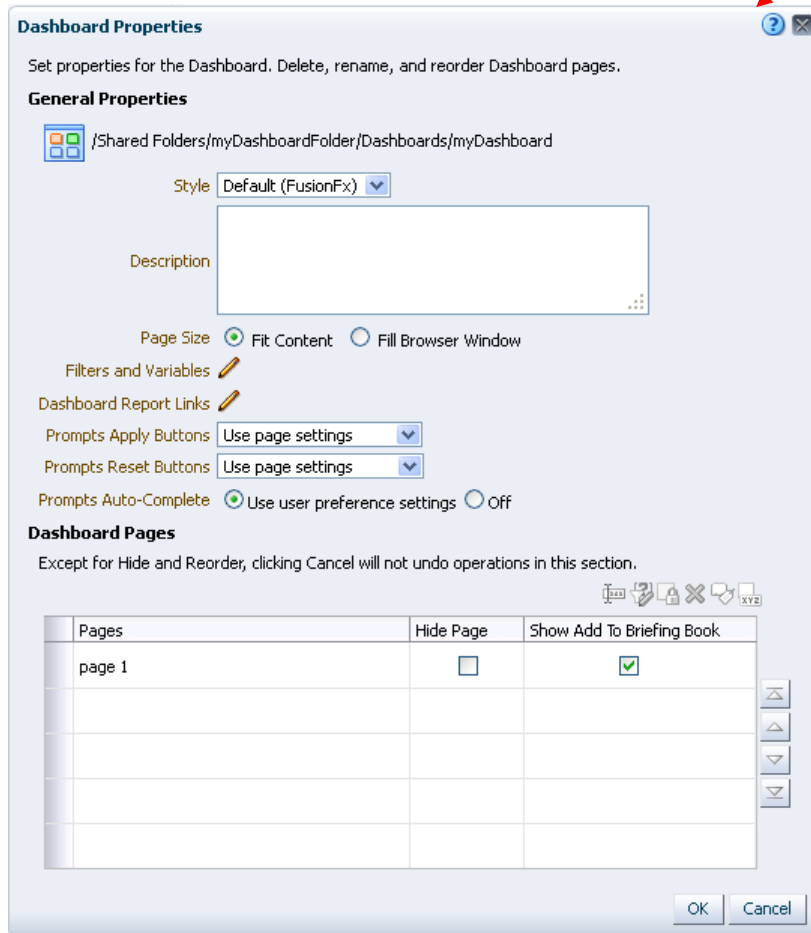 Dashboard Properties
Set properties for the Dashboard. Delete, rename, and reorder Dashboard pages.
General Properties
/Shared Folders/myDashboardFolder/Dashboards/myDashboard
Style Default (FusionFx)
Description
Page Size Fit Content Fill Browser Window
Filters and Variables
Dashboard Report Links
Prompts Apply Buttons Use page settings
Prompts Reset Buttons Use page settings
Prompts Auto-Complete Use user preference settings Off
Dashboard Pages
Except for Hide and Reorder, clicking Cancel will not undo operations in this section.
XYZ
Pages Hide Page Show Add To Briefing Book
page 1
OK Cancel